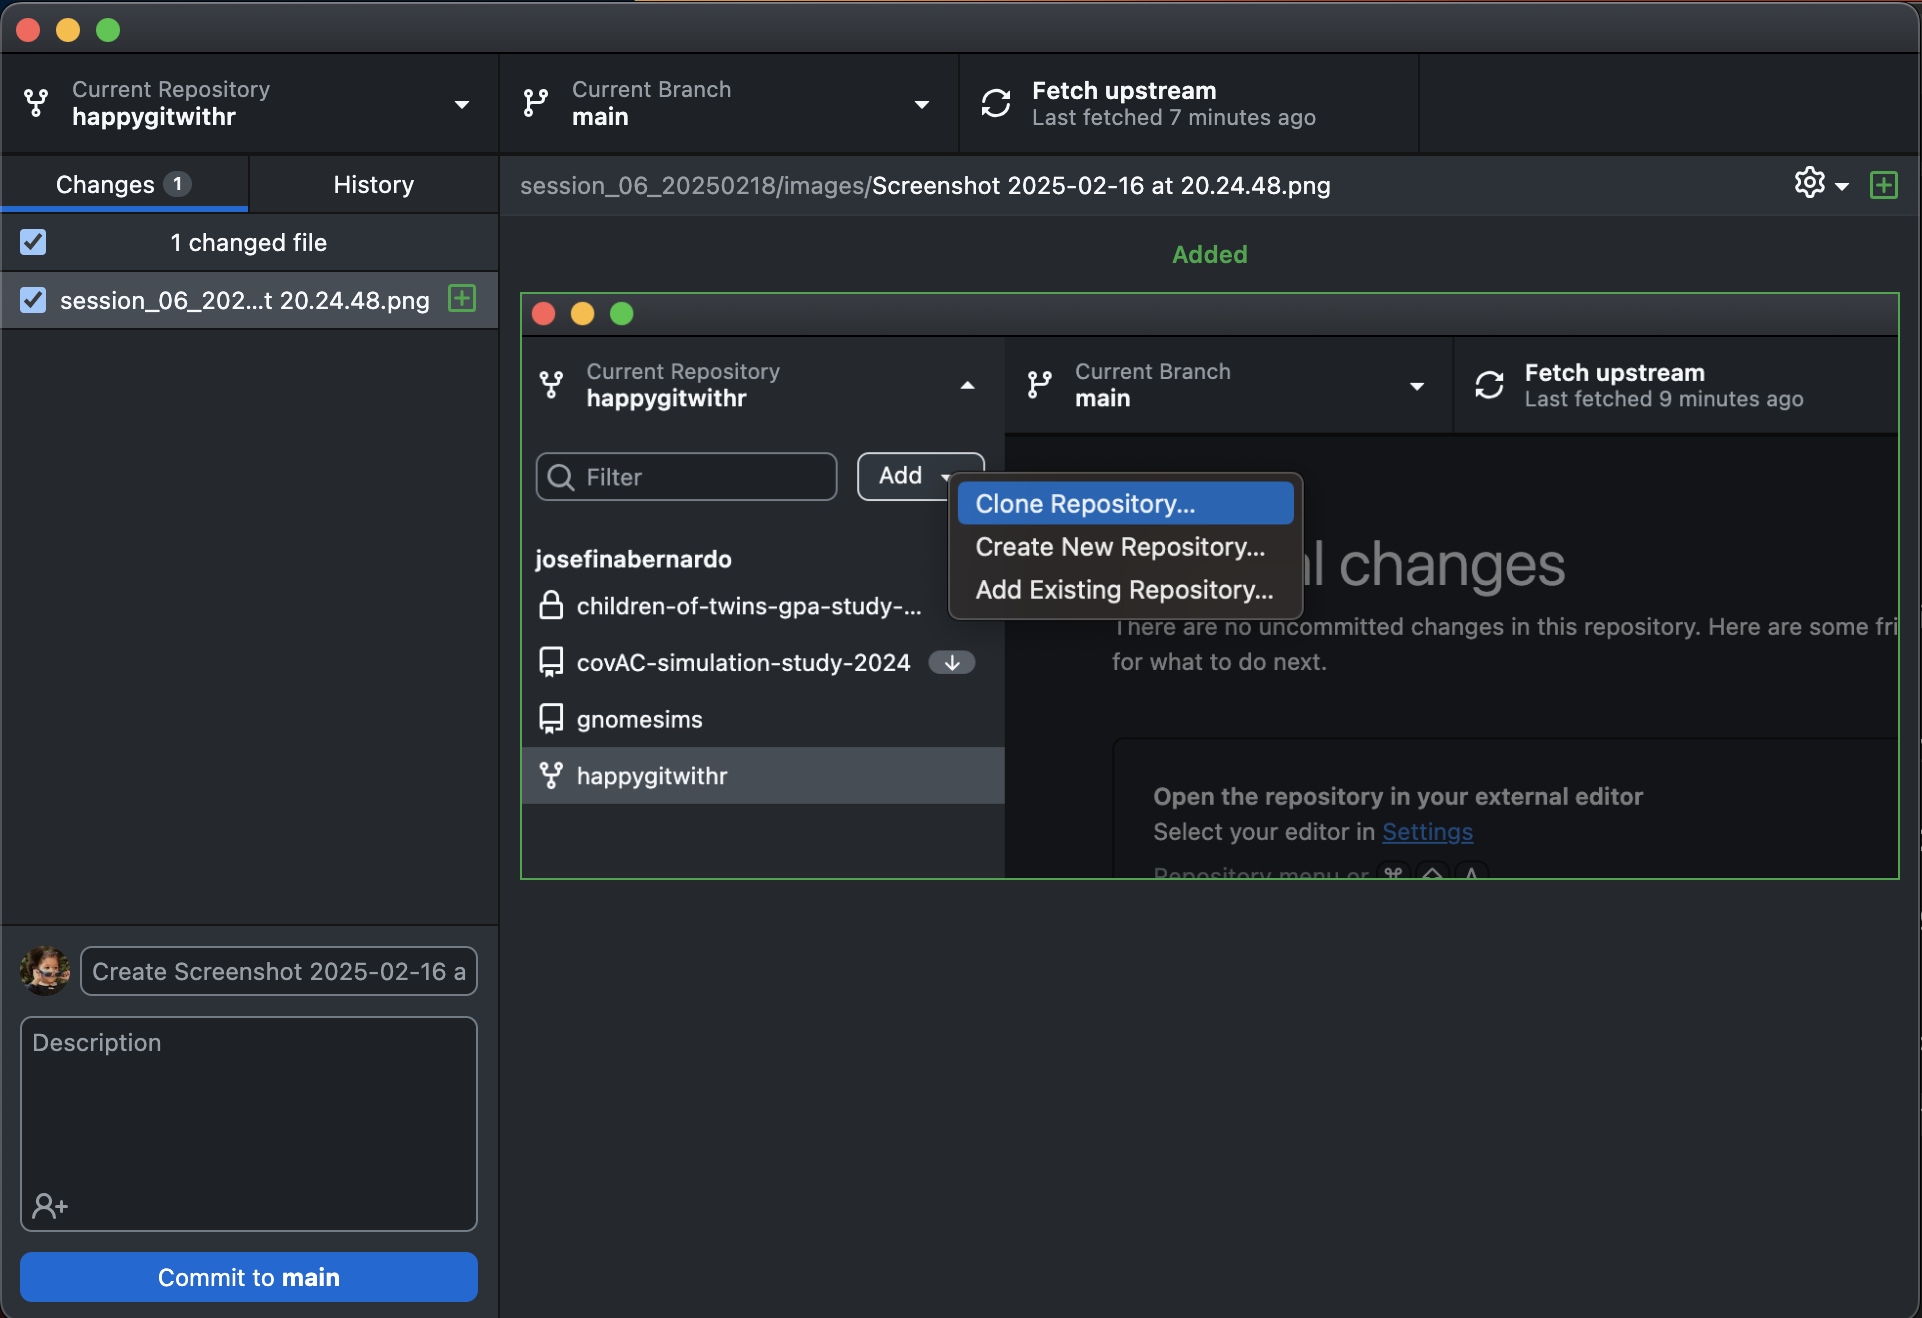 Current Repository
happygitwithr
Current Branch
main
Fetch upstream
Last fetched 7 minutes ago
Changes 1
History
session_06_20250218/images/Screenshot 2025-02-16 at 20.24.48.png
1 changed file
session_06_202...t 20.24.48.png
Added
Current Repository
happygitwithr
Current Branch
main
Fetch upstream
Last fetched 9 minutes ago
Filter
Add
Clone Repository...
Create New Repository...
Add Existing Repository...
josefinabernardo
children-of-twins-gpa-study-...
covAC-simulation-study-2024
gnomesims
happygitwithr
changes
There are no uncommitted changes in this repository. Here are some fri
for what to do next.
Open the repository in your external editor
Select your editor in Settings
Repository menu or ⌘ A
Create Screenshot 2025-02-16 a
Description
Commit to main